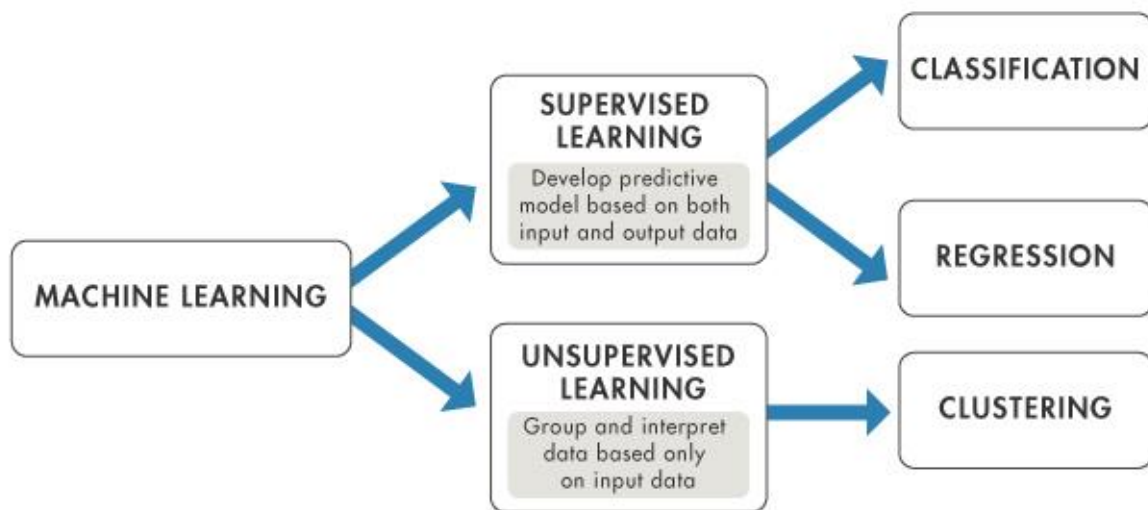 MACHINE LEARNING
SUPERVISED
LEARNING
Develop predictive
model based on both
input and output data
UNSUPERVISED
LEARNING
Group and interpret
data based only
on input data
CLASSIFICATION
REGRESSION
CLUSTERING